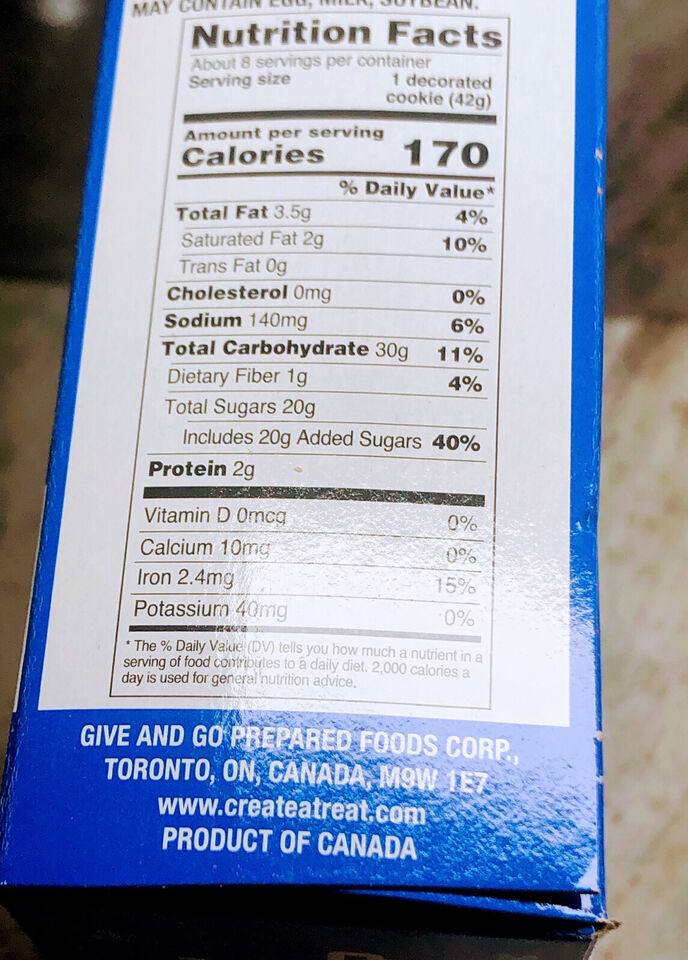 MAY CONTAIN EGG, MILK, SOYBEAN.
Nutrition Facts
About 8 servings per container
Serving size 1 decorated
cookie (42g)
Amount per serving
Calories 170
% Daily Value*
Total Fat 3.5g 4%
Saturated Fat 2g 10%
Trans Fat 0g
Cholesterol 0mg 0%
Sodium 140mg 6%
Total Carbohydrate 30g 11%
Dietary Fiber 1g 4%
Total Sugars 20g
Includes 20g Added Sugars 40%
Protein 2g
Vitamin D 0mcg 0%
Calcium 10mg 0%
Iron 2.4mg 15%
Potassium 40mg 0%
* The % Daily Value (DV) tells you how much a nutrient in a
serving of food contributes to a daily diet. 2,000 calories a
day is used for general nutrition advice.
GIVE AND GO PREPARED FOODS CORP.,
TORONTO, ON, CANADA, M9W 1E7
www.createatreat.com
PRODUCT OF CANADA